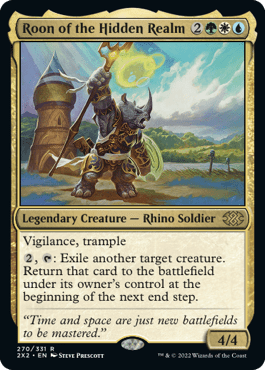 Roon of the Hidden Realm 2
Legendary Creature — Rhino Soldier
Vigilance, trample
2, : Exile another target creature.
Return that card to the battlefield
under its owner's control at the
beginning of the next end step.
"Time and space are just new battlefields
to be mastered."
4/4
270/331 R
2X2 • EN Steve Prescott
™ & © 2022 Wizards of the Coast